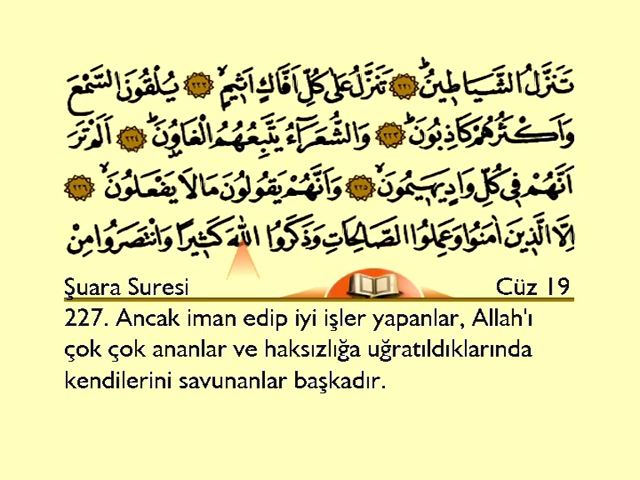 تَنَزَّلُ الشَّيَاطِينُ ﴿٢٢١﴾ تَنَزَّلُ عَلٰى كُلِّ اَفَّاكٍ اَثِيمٍ ﴿٢٢٢﴾ يُلْقُونَ السَّمْعَ
وَاَكْثَرُهُمْ كَاذِبُونَ ﴿٢٢٣﴾ وَالشُّعَرَاءُ يَتَّبِعُهُمُ الْغَاوُنَ ﴿٢٢٤﴾ اَلَمْ تَرَ
اَنَّهُمْ فِي كُلِّ وَادٍ يَهِيمُونَ ﴿٢٢٥﴾ وَاَنَّهُمْ يَقُولُونَ مَا لَا يَفْعَلُونَ ﴿٢٢٦﴾
اِلَّا الَّذِينَ اٰمَنُوا وَعَمِلُوا الصَّالِحَاتِ وَذَكَرُوا اللّٰهَ كَثِيرًا وَانْتَصَرُوا مِنْ
Şuara Suresi Cüz 19
227. Ancak iman edip iyi işler yapanlar, Allah'ı
çok çok ananlar ve haksızlığa uğratıldıklarında
kendilerini savunanlar başkadır.